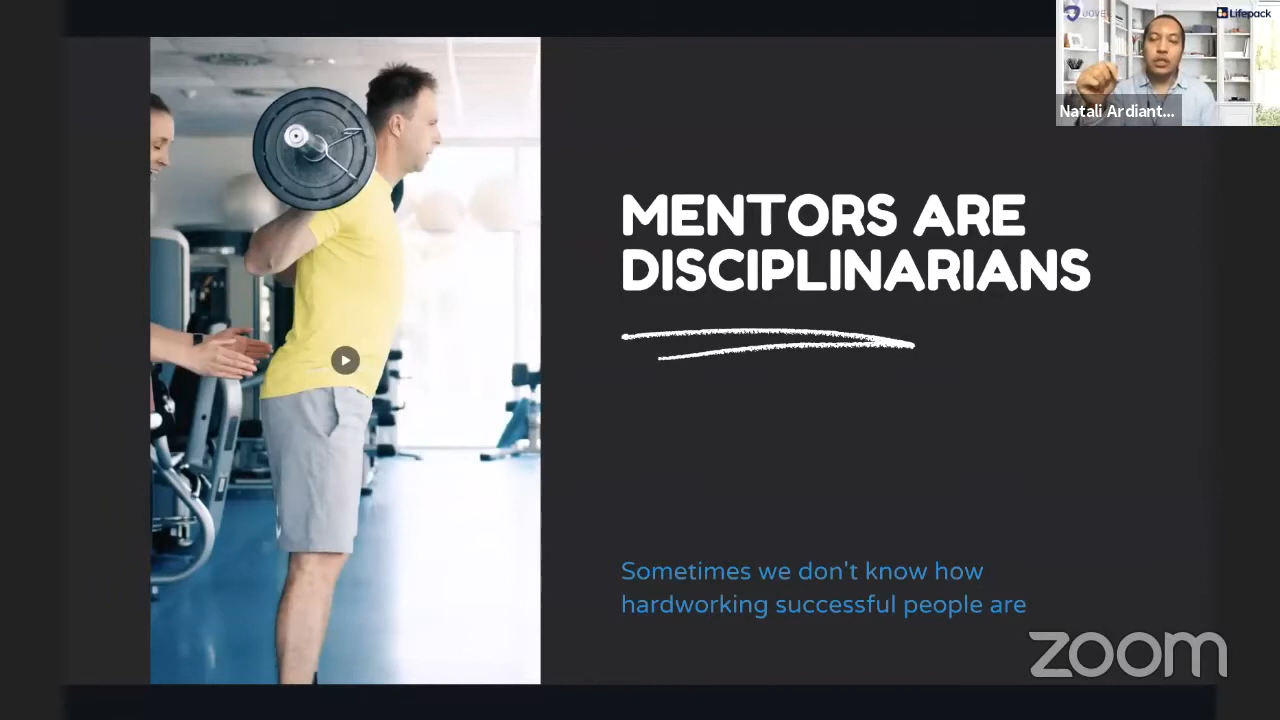 Lifepack
Natali Ardiant...
MENTORS ARE
DISCIPLINARIANS
Sometimes we don't know how
hardworking successful people are
zoom